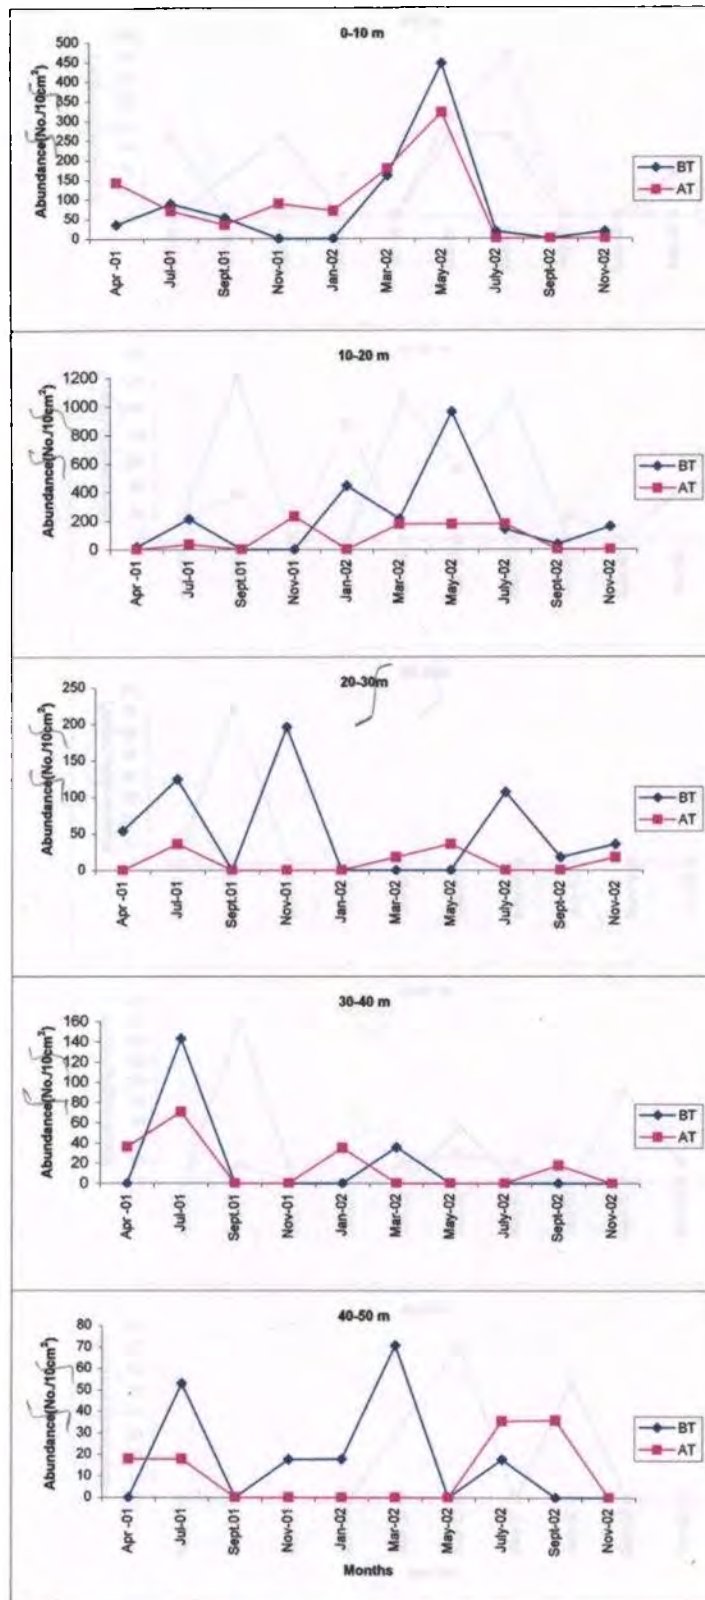 0-10 m
Abundance(No./10cm²)
500
450
400
350
300
250
200
150
100
50
0
Apr -01
Jul-01
Sept.01
Nov-01
Jan-02
Mar-02
May-02
July-02
Sept-02
Nov-02
BT
AT
10-20 m
Abundance(No./10cm²)
1200
1000
800
600
400
200
0
Apr -01
Jul-01
Sept.01
Nov-01
Jan-02
Mar-02
May-02
July-02
Sept-02
Nov-02
BT
AT
20-30m
Abundance(No./10cm²)
250
200
150
100
50
0
Apr -01
Jul-01
Sept.01
Nov-01
Jan-02
Mar-02
May-02
July-02
Sept-02
Nov-02
BT
AT
30-40 m
Abundance(No./10cm²)
160
140
120
100
80
60
40
20
0
Apr -01
Jul-01
Sept.01
Nov-01
Jan-02
Mar-02
May-02
July-02
Sept-02
Nov-02
BT
AT
40-50 m
Abundance(No./10cm²)
80
70
60
50
40
30
20
10
0
Apr -01
Jul-01
Sept.01
Nov-01
Jan-02
Mar-02
May-02
July-02
Sept-02
Nov-02
BT
AT
Months